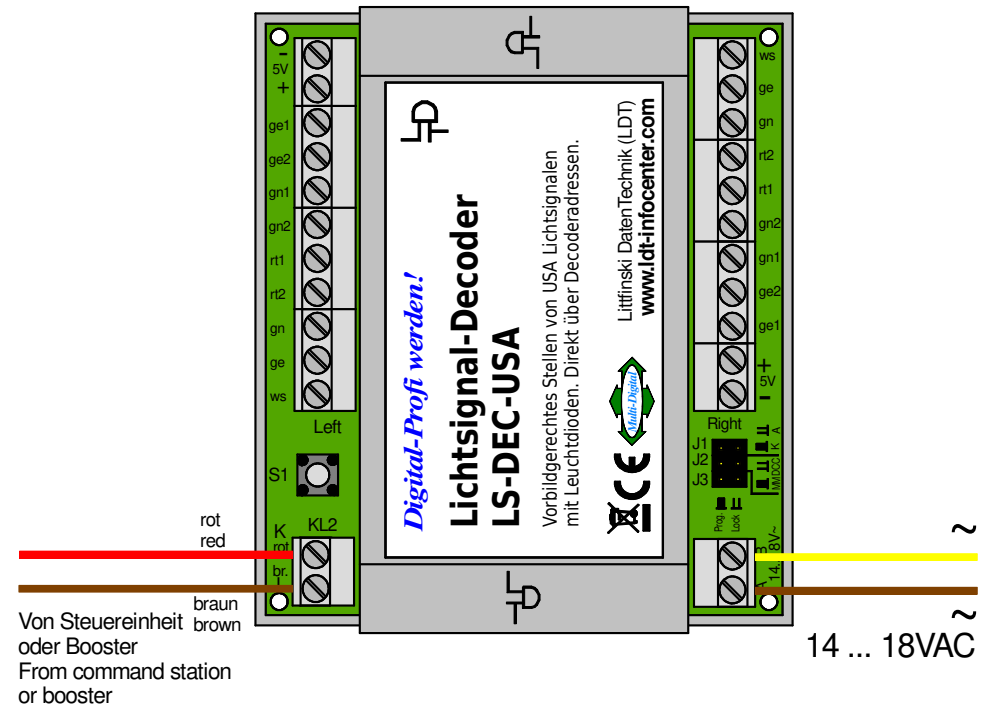 -
5V
+
ge1
ge2
gn1
gn2
rt1
rt2
gn
ge
ws
Left
S1
K
KL2
rot
br.
rot
red
braun
brown
Von Steuereinheit
oder Booster
From command station
or booster
Digital-Profi werden!
Lichtsignal-Decoder
LS-DEC-USA
Vorbildgerechtes Stellen von USA Lichtsignalen
mit Leuchtdioden. Direkt über Decoderadressen.
Multi-Digital
CE
Littfinski DatenTechnik (LDT)
www.ldt-infocenter.com
ws
ge
gn
rt2
rt1
gn2
gn1
ge2
ge1
+
5V
-
Right
J1
J2
J3
A
K
DCC
MM
Prog.
Lock
B
A
~
~
14 ... 18VAC